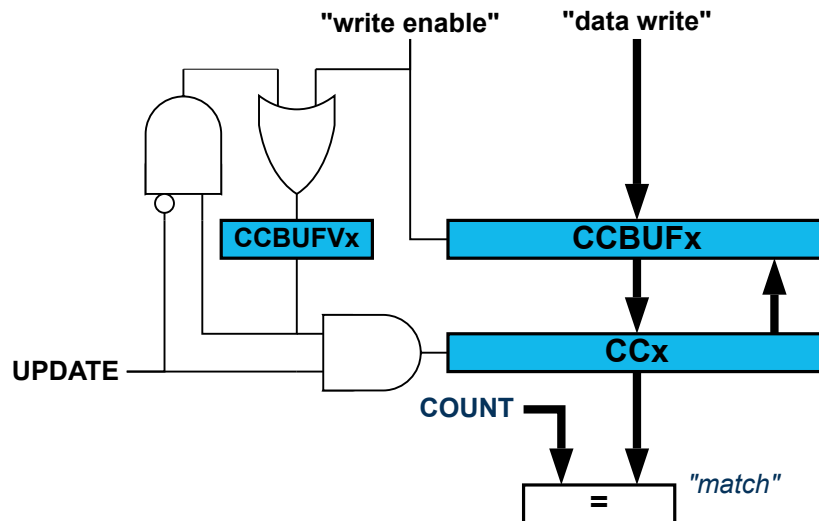 "write enable"
"data write"
CCBUFVx
CCBUFx
CCx
UPDATE
COUNT
"match"
=